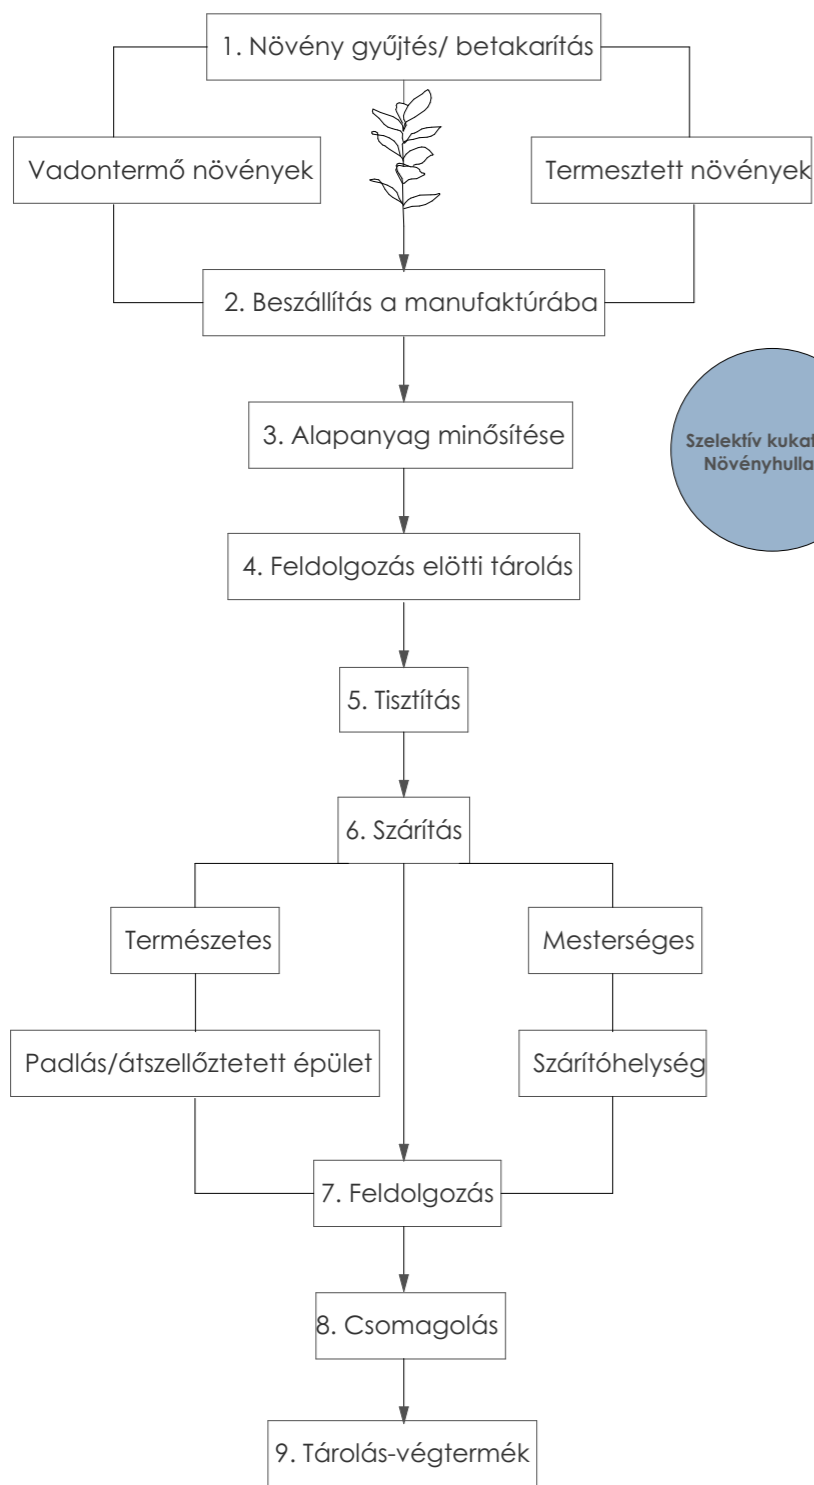 1. Növény gyűjtés/ betakarítás
Vadontermő növények
Termesztett növények
2. Beszállítás a manufaktúrába
3. Alapanyag minősítése
Szelektív
4. Feldolgozás elötti tárolás
5. Tisztítás
6. Szárítás
Természetes
Mesterséges
Padlás/átszellőztetett épület
Szárítóhelység
7. Feldolgozás
8. Csomagolás
9. Tárolás-végtermék